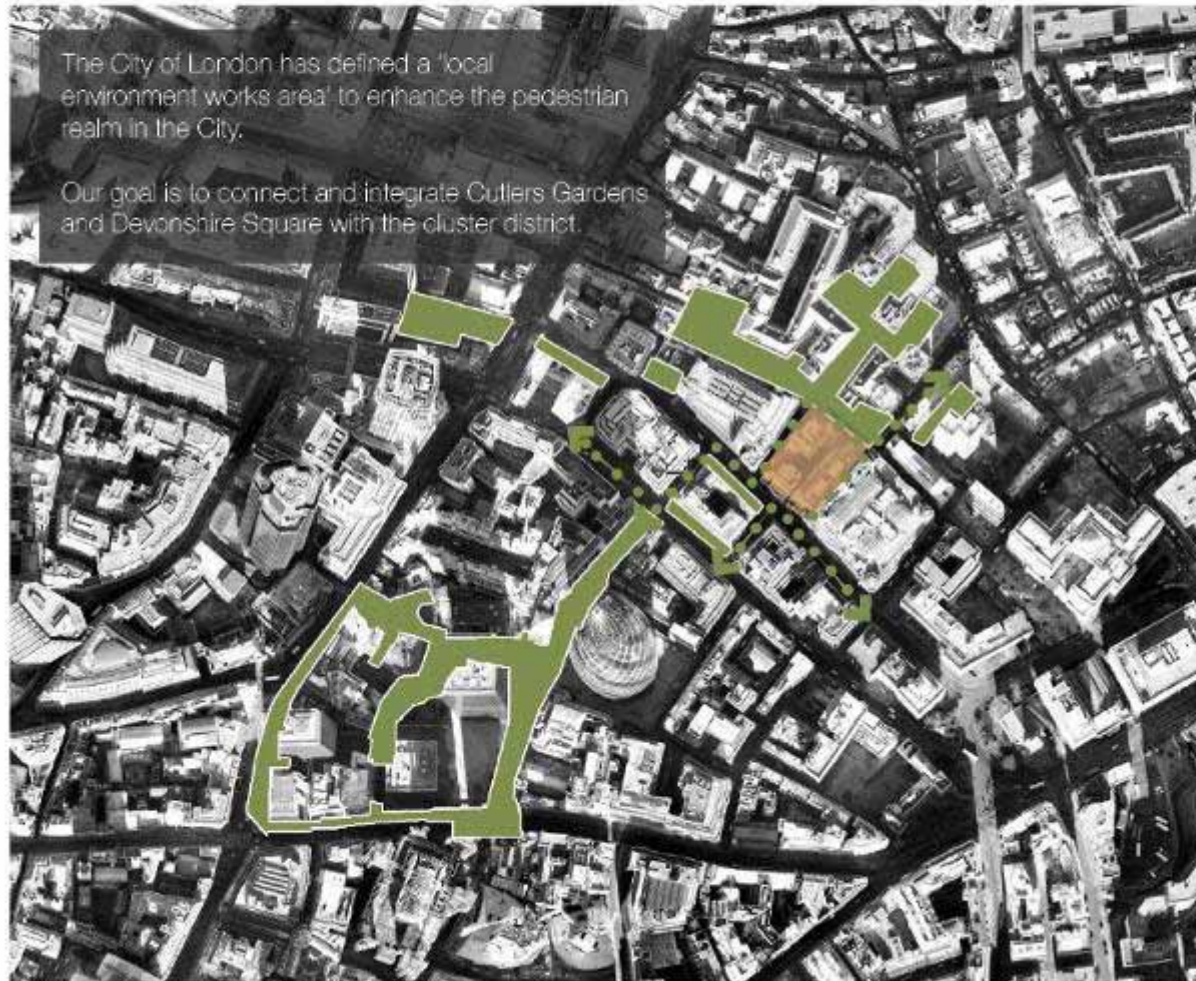 The City of London has defined a 'local
environment works area' to enhance the pedestrian
realm in the City.
Our goal is to connect and integrate Cutlers Gardens
and Devonshire Square with the cluster district.